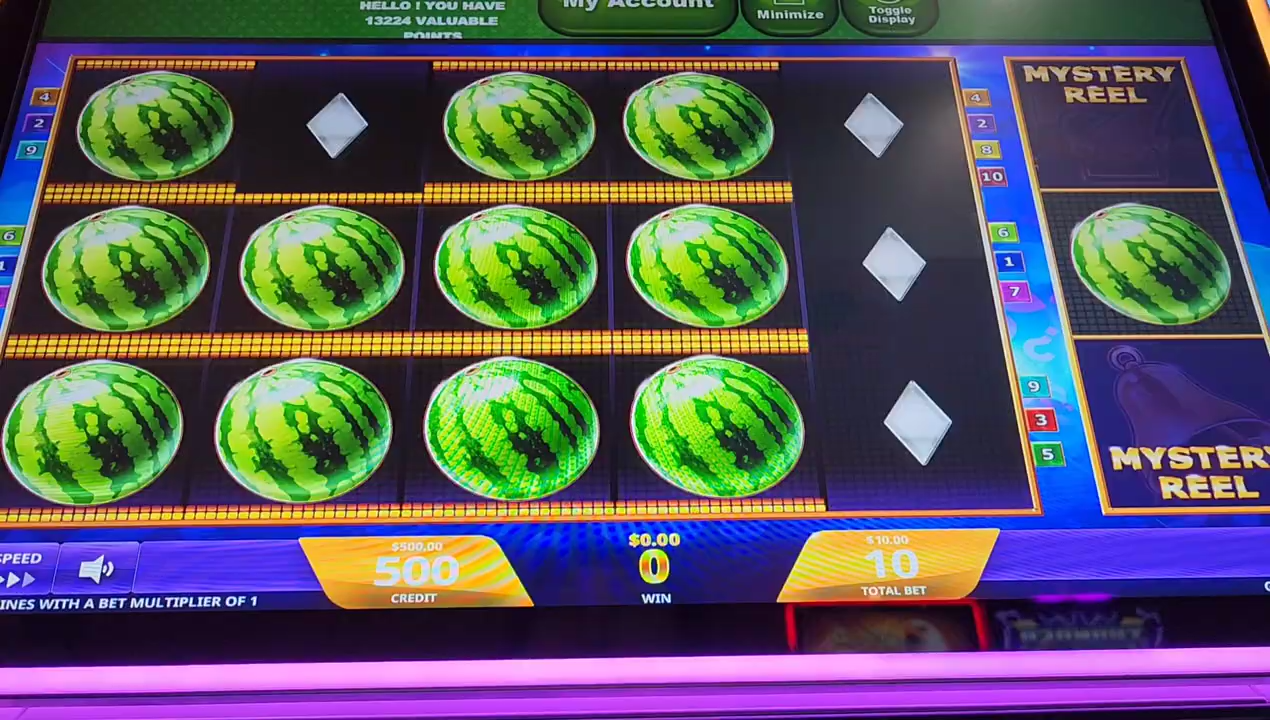 HELLO ! YOU HAVE
13224 VALUABLE
POINTS
My Account
Minimize
Toggle
Display
4
2
9
6
1
4
2
8
10
6
1
7
9
3
5
MYSTERY
REEL
MYSTERY
REEL
SPEED
$500.00
500
CREDIT
$0.00
0
WIN
$10.00
10
TOTAL BET
INES WITH A BET MULTIPLIER OF 1